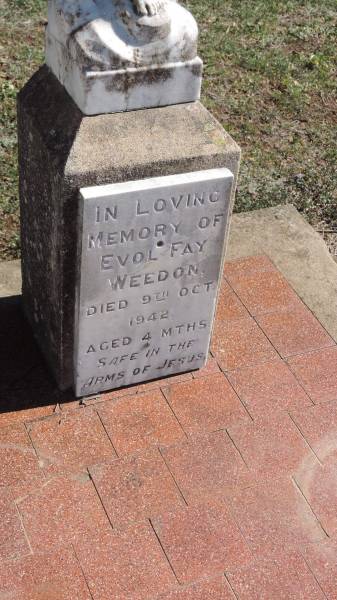 IN LOVING
MEMORY OF
EVOL FAY
WEEDON
DIED 9TH OCT
1942
AGED 4 MTHS
SAFE IN THE
ARMS OF JESUS